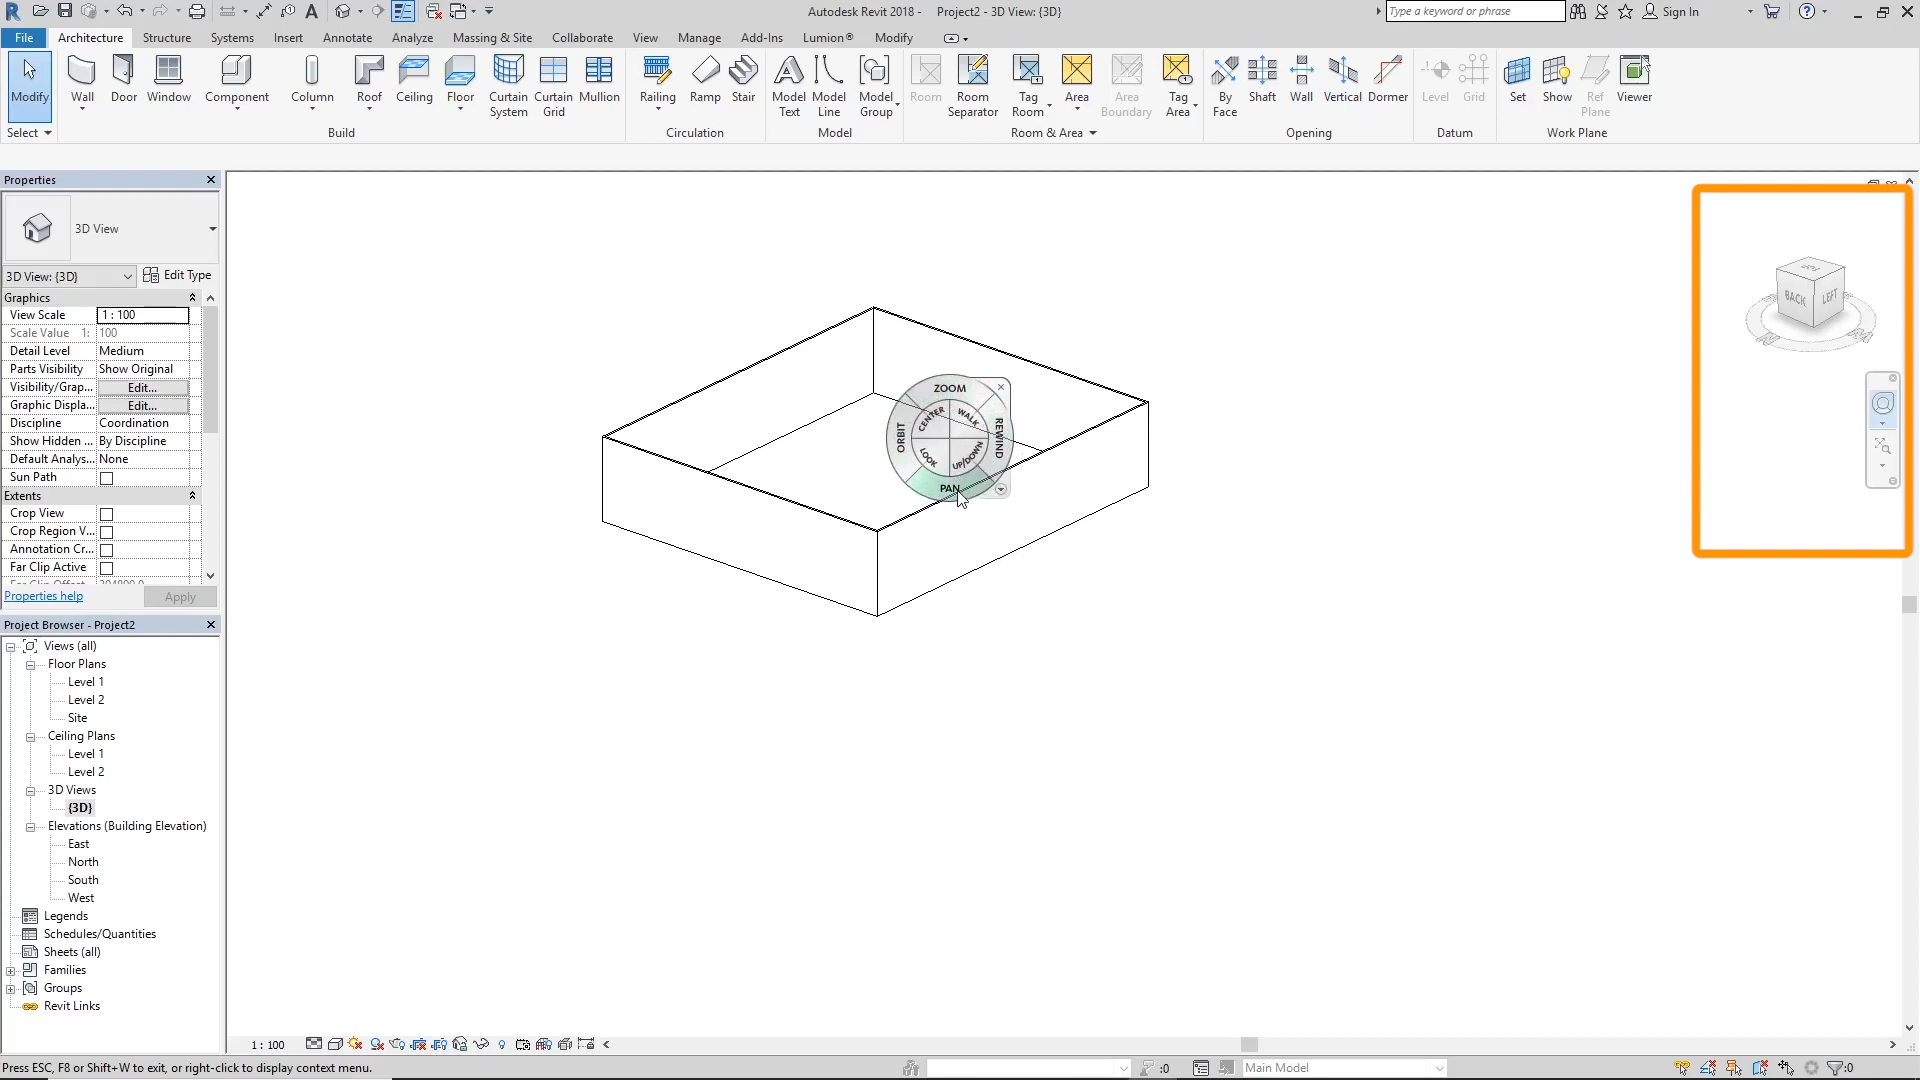 Autodesk Revit 2018 -     Project2 - 3D View: {3D}
Type a keyword or phrase
Sign In
File Architecture Structure Systems Insert Annotate Analyze Massing & Site Collaborate View Manage Add-Ins Lumion® Modify
Modify
Wall
Door
Window
Component
Column
Roof
Ceiling
Floor
Curtain System
Curtain Grid
Mullion
Railing
Ramp
Stair
Model Text
Model Line
Model Group
Room
Room Separator
Tag Room
Area
Area Boundary
Tag Area
By Face
Shaft
Wall
Vertical
Dormer
Level
Grid
Set
Show
Ref Plane
Viewer
Select
Build
Circulation
Model
Room & Area
Opening
Datum
Work Plane
Properties
3D View
3D View: {3D}
Edit Type
Graphics
View Scale 1 : 100
Scale Value 1: 100
Detail Level Medium
Parts Visibility Show Original
Visibility/Grap... Edit...
Graphic Displa... Edit...
Discipline Coordination
Show Hidden ... By Discipline
Default Analys... None
Sun Path
Extents
Crop View
Crop Region V...
Annotation Cr...
Far Clip Active
Properties help
Apply
Project Browser - Project2
Views (all)
Floor Plans
Level 1
Level 2
Site
Ceiling Plans
Level 1
Level 2
3D Views
{3D}
Elevations (Building Elevation)
East
North
South
West
Legends
Schedules/Quantities
Sheets (all)
Families
Groups
Revit Links
ZOOM
CENTER
WALK
ORBIT
REWIND
LOOK
UP/DOWN
PAN
TOP
BACK
LEFT
1 : 100
Press ESC, F8 or Shift+W to exit, or right-click to display context menu.
:0
Main Model
:0